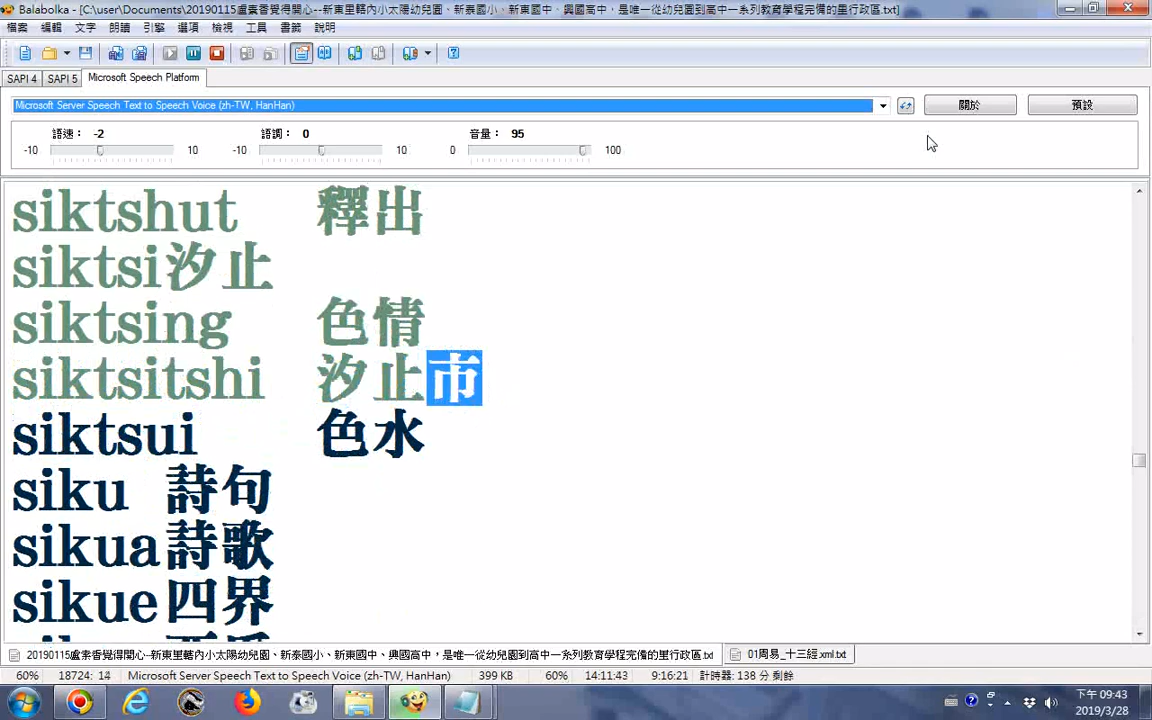 Balabolka - [C:\user\Documents\20190115盧素香覺得開心--新東里轄內小太陽幼兒園、新泰國小、新東國中、興國高中，是唯一從幼兒園到高中一系列教育學程完備的里行政區.txt]
檔案 編輯 文字 朗讀 引擎 選項 檢視 工具 書籤 說明
SAPI 4 SAPI 5 Microsoft Speech Platform
Microsoft Server Speech Text to Speech Voice (zh-TW, HanHan) 關於 預設
語速： -2 語調： 0 音量： 95
-10 10 -10 10 0 100
siktshut 釋出
siktsi汐止
siktsing 色情
siktsitshi 汐止市
siktsui 色水
siku 詩句
sikua詩歌
sikue四界
20190115盧素香覺得開心--新東里轄內小太陽幼兒園、新泰國小、新東國中、興國高中，是唯一從幼兒園到高中一系列教育學程完備的里行政區.txt 01周易_十三經.xml.txt
60% 18724: 14 Microsoft Server Speech Text to Speech Voice (zh-TW, HanHan) 399 KB 60% 14:11:43 9:16:21 計時器： 138 分 剩餘
下午 09:43
2019/3/28